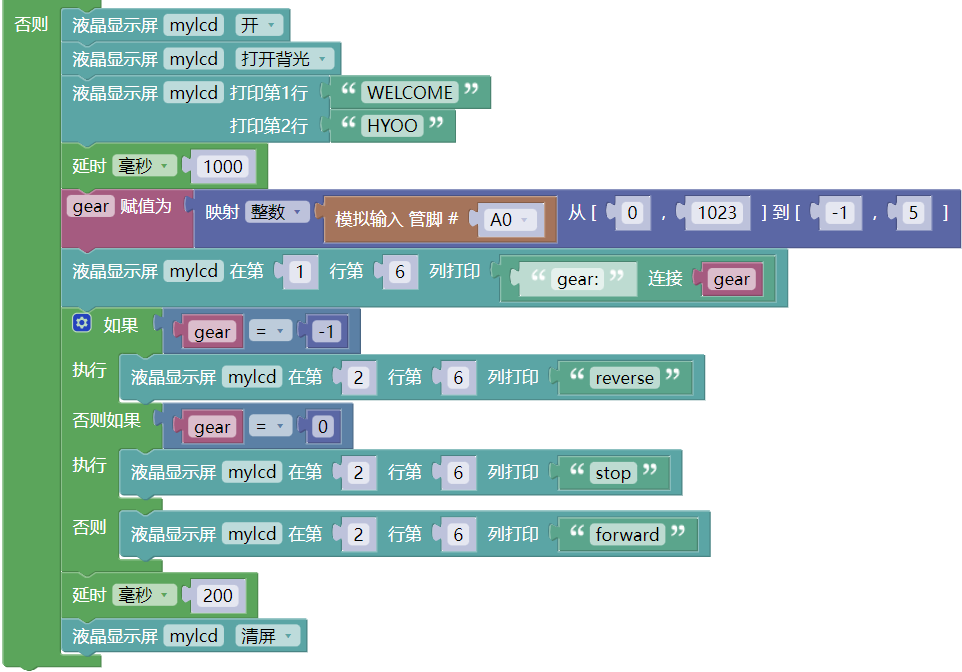 否则 液晶显示屏 mylcd 开
液晶显示屏 mylcd 打开背光
液晶显示屏 mylcd 打印第1行 “ WELCOME ”
打印第2行 “ HYOO ”
延时 毫秒 1000
gear 赋值为 映射 整数 模拟输入 管脚 # A0 从 [ 0 , 1023 ] 到 [ -1 , 5 ]
液晶显示屏 mylcd 在第 1 行第 6 列打印 “ gear: ” 连接 gear
如果 gear = -1
执行 液晶显示屏 mylcd 在第 2 行第 6 列打印 “ reverse ”
否则如果 gear = 0
执行 液晶显示屏 mylcd 在第 2 行第 6 列打印 “ stop ”
否则 液晶显示屏 mylcd 在第 2 行第 6 列打印 “ forward ”
延时 毫秒 200
液晶显示屏 mylcd 清屏